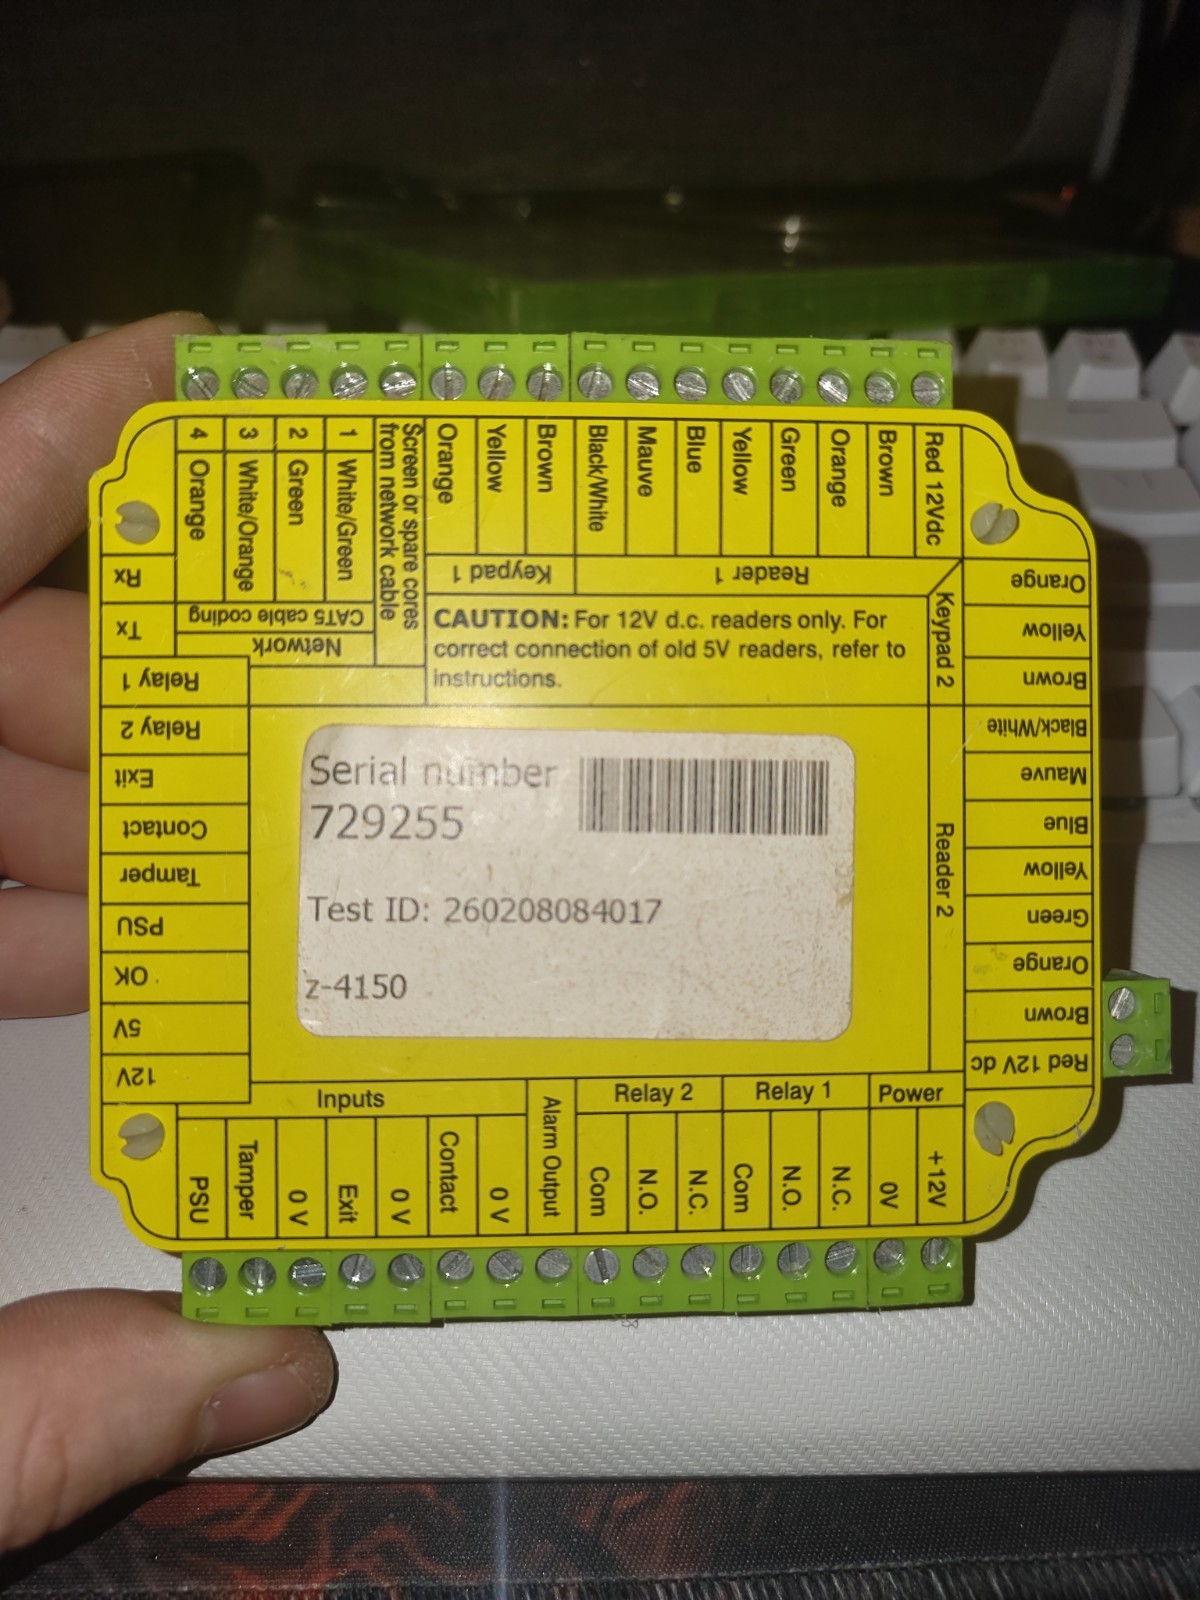 4 Orange
3 White/Orange
2 Green
1 White/Green
Screen or spare cores
from network cable
Orange
Yellow
Brown
Black/White
Mauve
Blue
Yellow
Green
Orange
Brown
Red 12Vdc
CAT5 cable coding
Network
Keypad 1
Reader 1
CAUTION: For 12V d.c. readers only. For
correct connection of old 5V readers, refer to
instructions.
Keypad 2
Reader 2
Orange
Yellow
Brown
Black/White
Mauve
Blue
Yellow
Green
Orange
Brown
Red 12V dc
Rx
Tx
Relay 1
Relay 2
Exit
Contact
Tamper
PSU
OK
5V
12V
Serial number
729255
Test ID: 260208084017
z-4150
Inputs
Alarm Output
Relay 2
Relay 1
Power
PSU
Tamper
0 V
Exit
0 V
Contact
0 V
Com
N.O.
N.C.
Com
N.O.
N.C.
0V
+12V